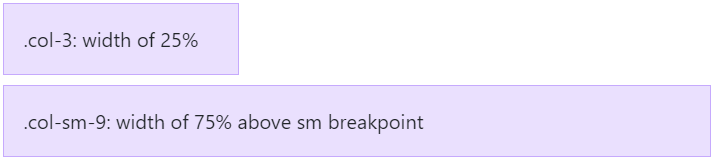 .col-3: width of 25%
.col-sm-9: width of 75% above sm breakpoint